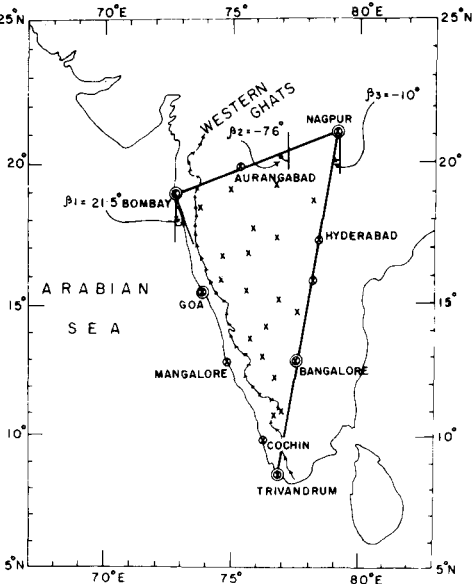 70°E 75°E 80°E
25°N 25°N
WESTERN GHATS
β3=-10°
NAGPUR
β2=-76°
20° 20°
AURANGABAD
β1=21·5° BOMBAY
HYDERABAD
ARABIAN
15° 15°
GOA
SEA
MANGALORE
BANGALORE
10° 10°
COCHIN
TRIVANDRUM
5°N 5°N
70°E 75°E 80°E